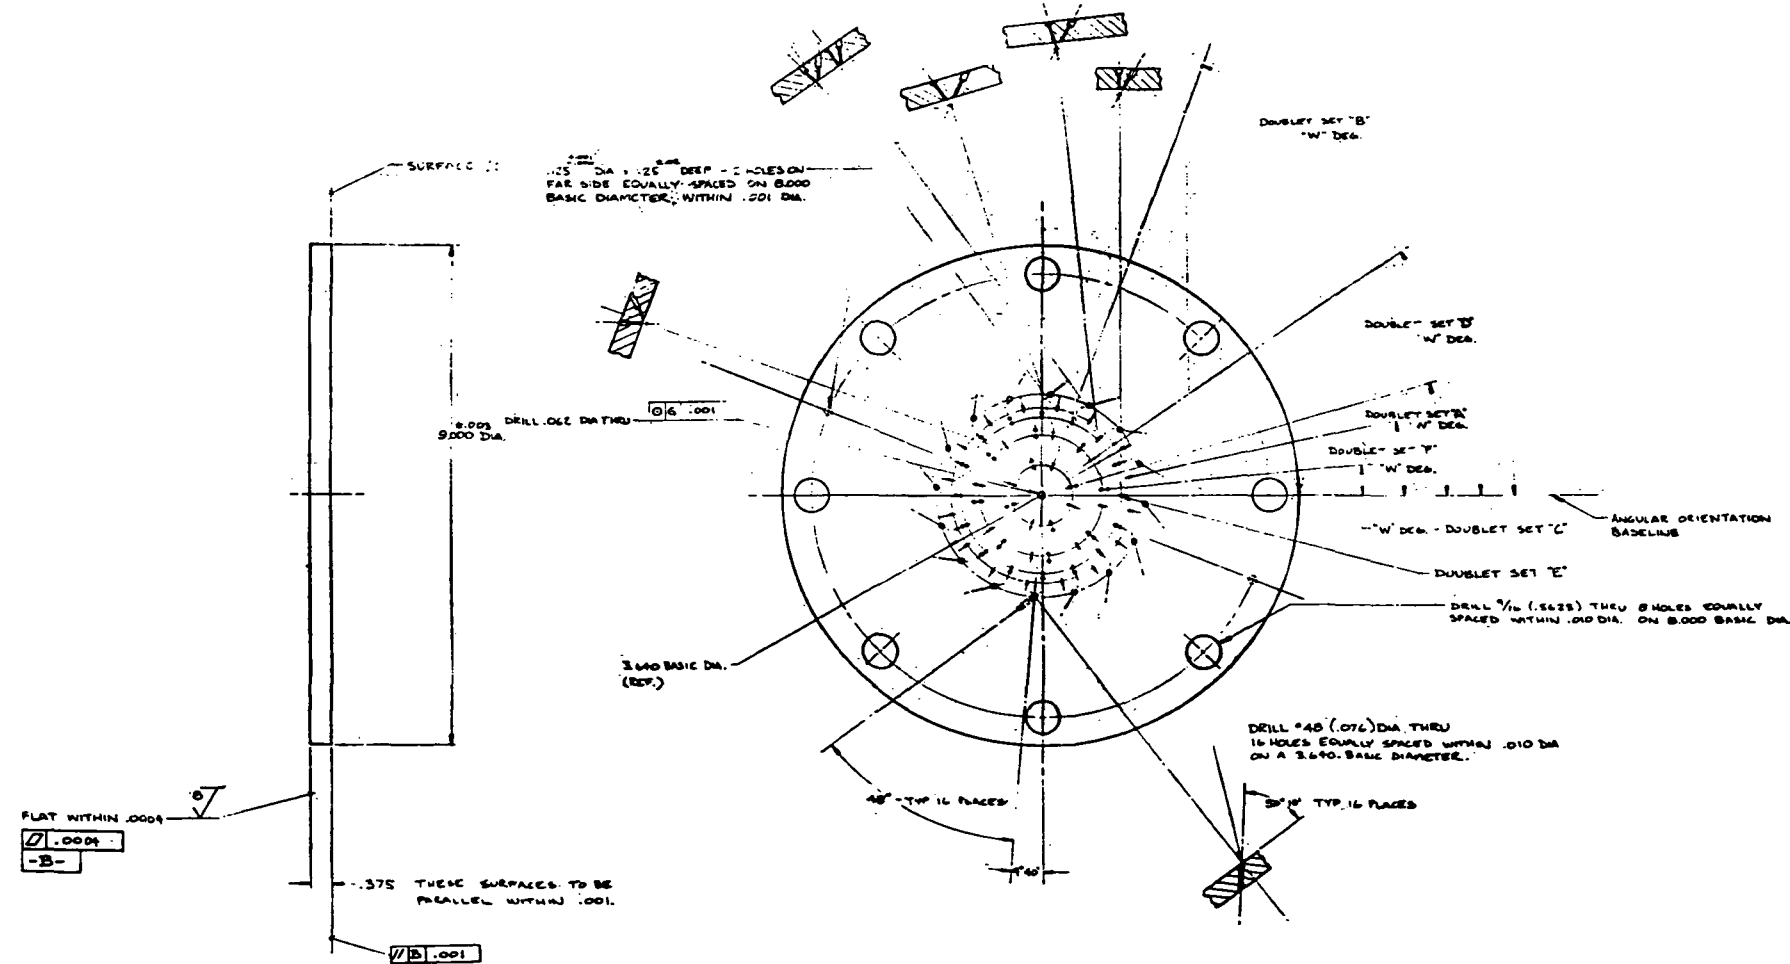 DOUBLET SET "B"
"W" DEG.
SURFACE
DEEP - 2 HOLES ON
FAR SIDE EQUALLY SPACED ON 8.000
BASIC DIAMETER, WITHIN .001 DIA.
DOUBLET SET "D"
"W" DEG.
.001
±.003
9.000 DIA.
DRILL .062 DIA THRU
DOUBLET SET "A"
DEG.
DOUBLET SET "F"
"W" DEG.
"W" DEG. - DOUBLET SET "C"
ANGULAR ORIENTATION
BASELINE
DOUBLET SET "E"
DRILL 9/16 (.5625) THRU 8 HOLES EQUALLY
SPACED WITHIN .010 DIA. ON 8.000 BASIC DIA.
3.640 BASIC DIA.
(REF.)
DRILL #48 (.076) DIA THRU
16 HOLES EQUALLY SPACED WITHIN .010 DIA
ON A 3.640 BASIC DIAMETER.
TYP 16 PLACES
TYP 16 PLACES
8
FLAT WITHIN .0004
.0004
-B-
.375 THESE SURFACES TO BE
PARALLEL WITHIN .001.
// B .001